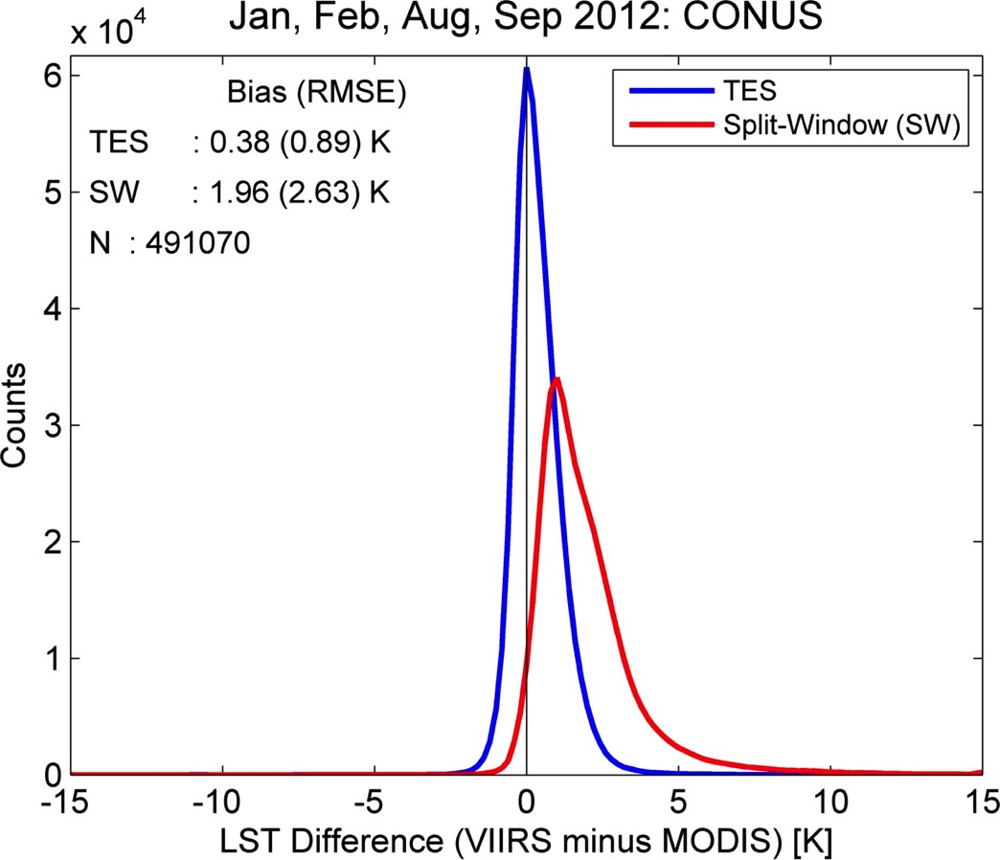 Jan, Feb, Aug, Sep 2012: CONUS
x 10⁴
Bias (RMSE)
TES : 0.38 (0.89) K
SW : 1.96 (2.63) K
N : 491070
TES
Split-Window (SW)
6
5
4
3
2
1
0
Counts
-15 -10 -5 0 5 10 15
LST Difference (VIIRS minus MODIS) [K]